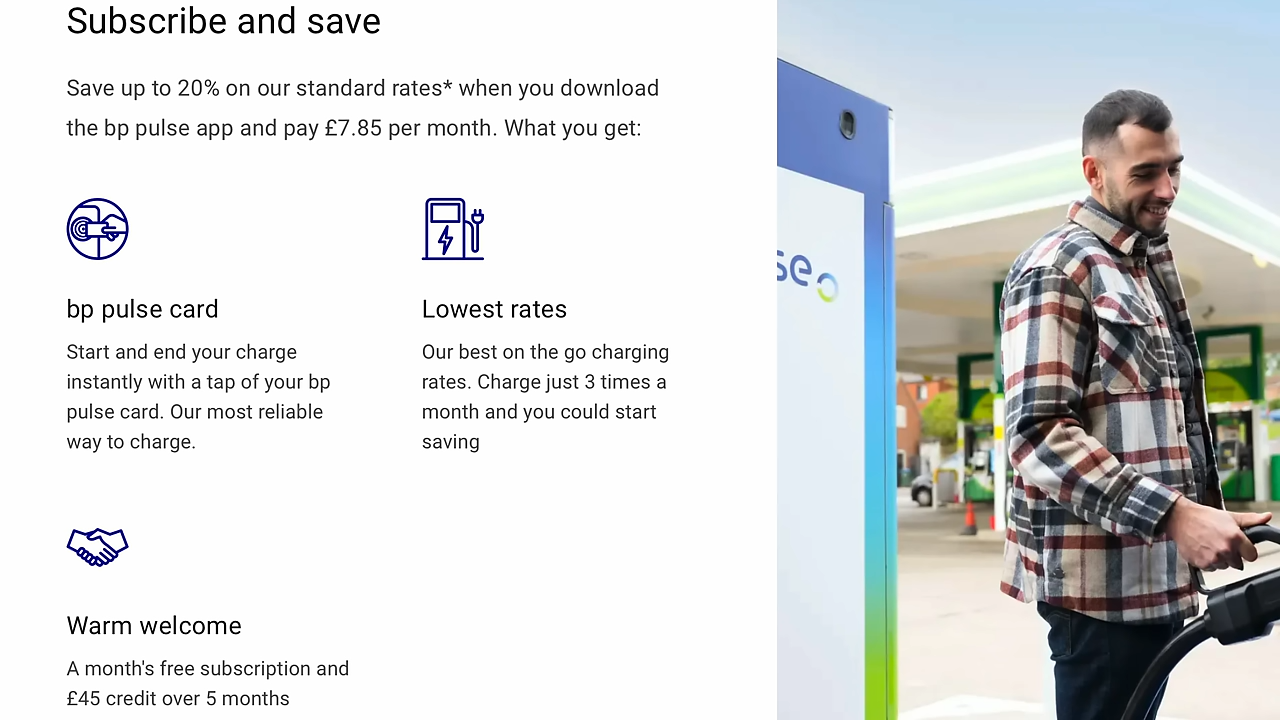 Subscribe and save
Save up to 20% on our standard rates* when you download
the bp pulse app and pay £7.85 per month. What you get:
bp pulse card
Start and end your charge
instantly with a tap of your bp
pulse card. Our most reliable
way to charge.
Lowest rates
Our best on the go charging
rates. Charge just 3 times a
month and you could start
saving
Warm welcome
A month's free subscription and
£45 credit over 5 months
se